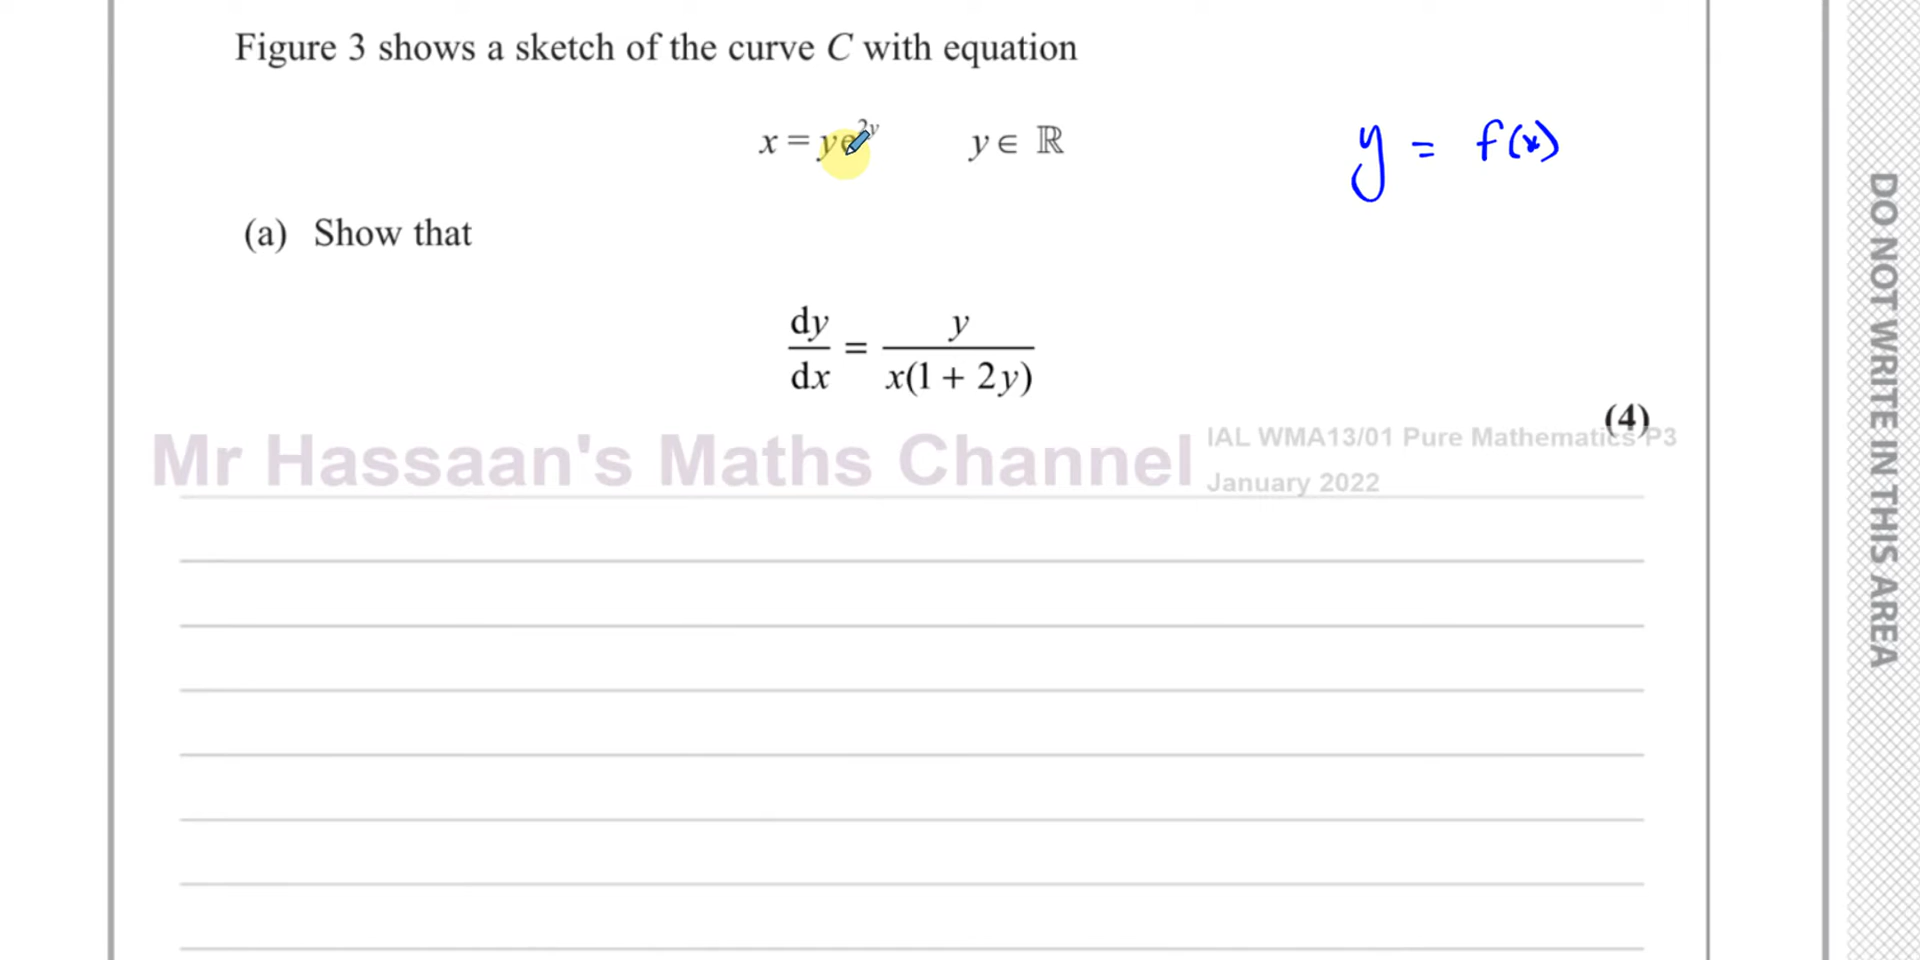 Figure 3 shows a sketch of the curve C with equation
x = ye^{2y} y ∈ ℝ
y = f(x)
(a) Show that
dy/dx = y/x(1 + 2y)
(4)
Mr Hassaan's Maths Channel
IAL WMA13/01 Pure Mathematics P3
January 2022
DO NOT WRITE IN THIS AREA